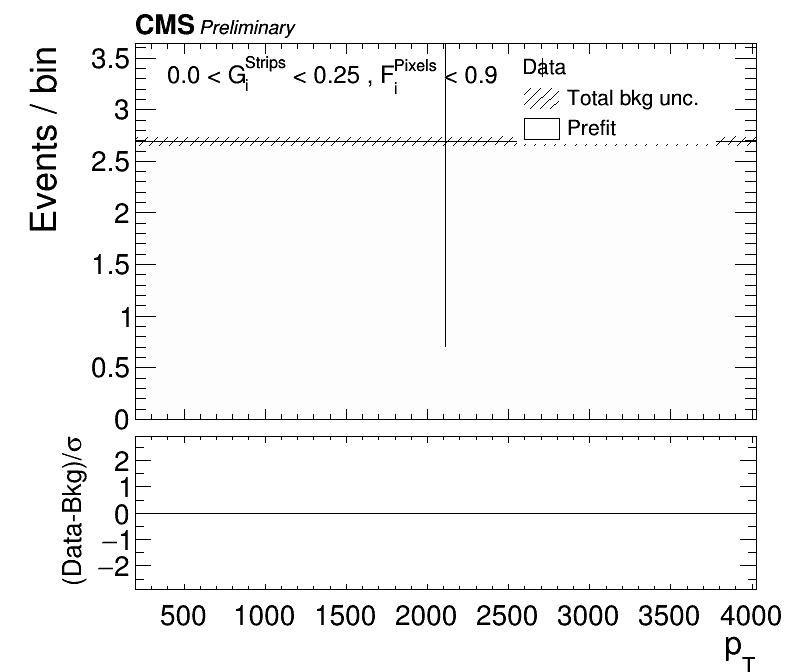 CMS Preliminary
Events / bin
0.0 < G_i^Strips < 0.25 , F_i^Pixels < 0.9
Data
Total bkg unc.
Prefit
3.5
3
2.5
2
1.5
1
0.5
0
(Data-Bkg)/σ
2
1
0
−1
−2
500 1000 1500 2000 2500 3000 3500 4000
p_T